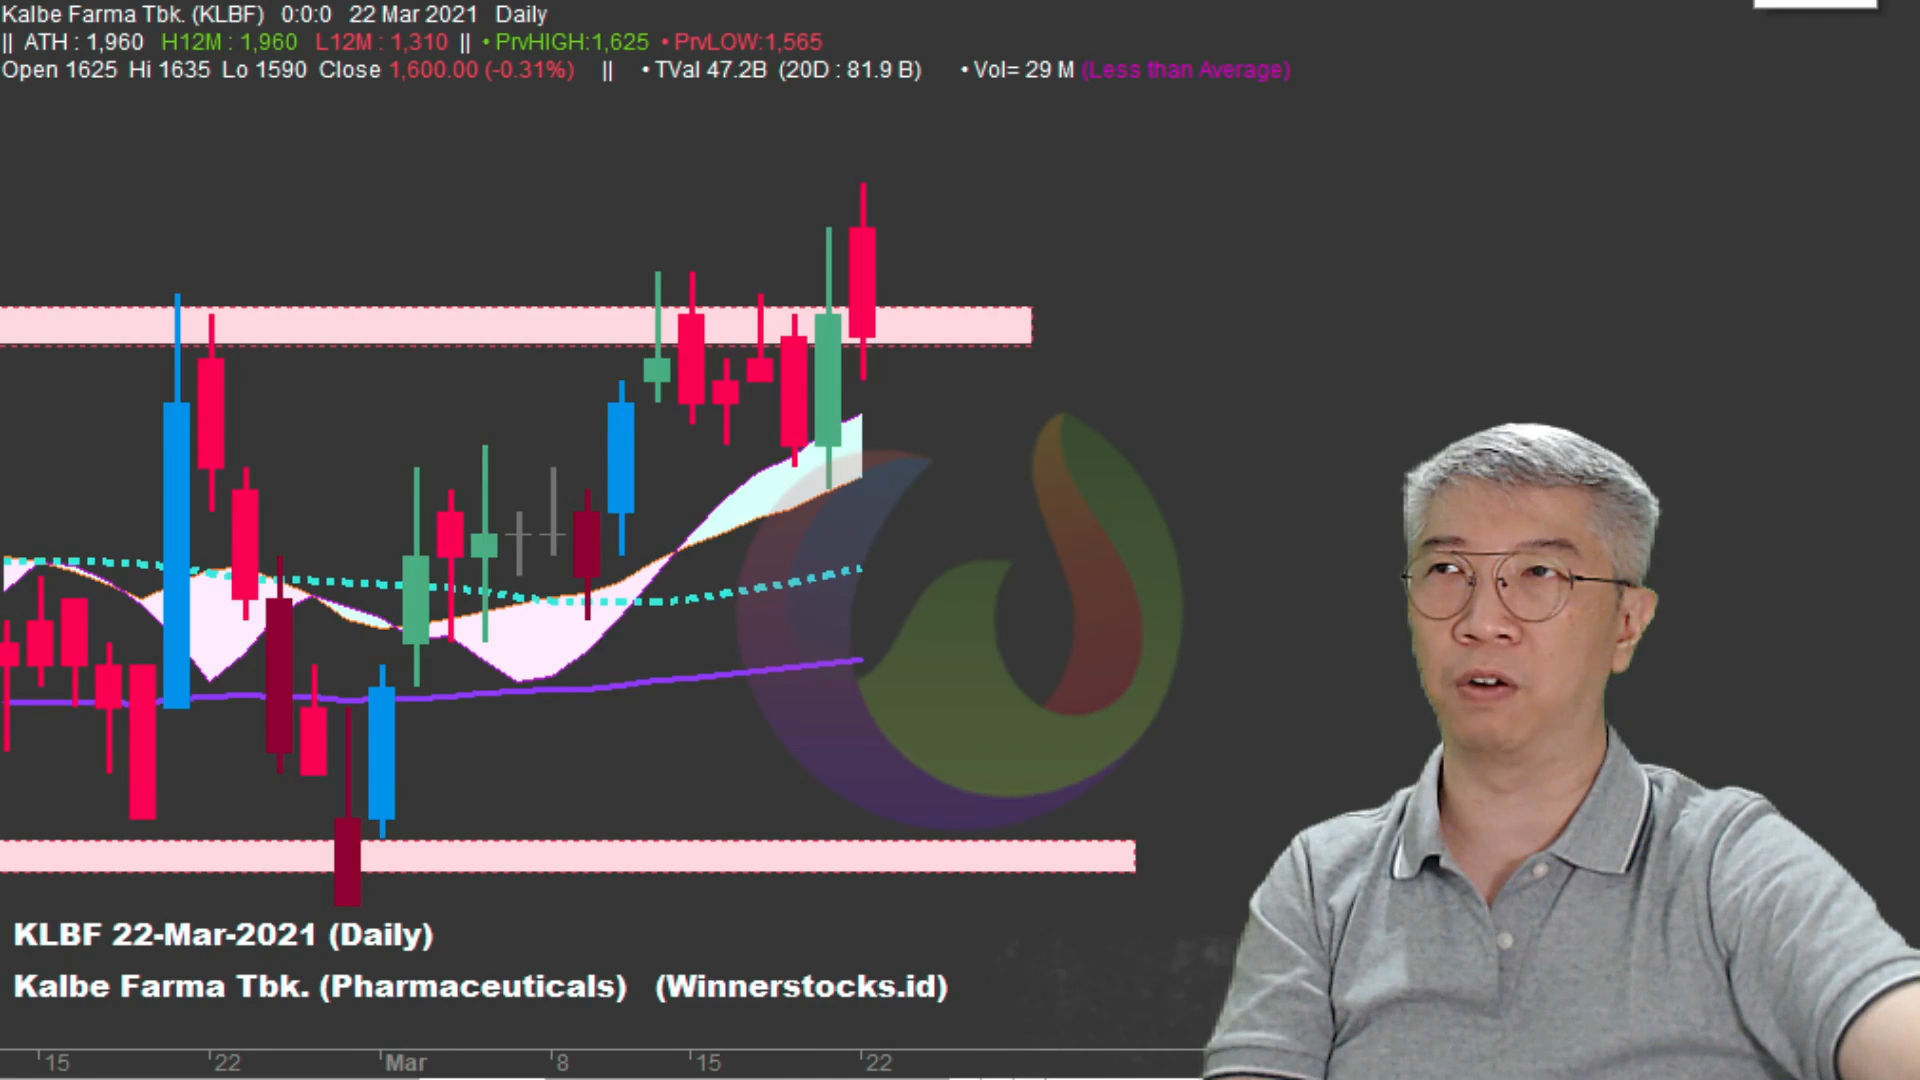 Kalbe Farma Tbk. (KLBF) 0:0:0 22 Mar 2021 Daily
|| ATH : 1,960 H12M : 1,960 L12M : 1,310 || • PrvHIGH:1,625 • PrvLOW:1,565
Open 1625 Hi 1635 Lo 1590 Close 1,600.00 (-0.31%) || • TVal 47.2B (20D : 81.9 B) • Vol= 29 M (Less than Average)
KLBF 22-Mar-2021 (Daily)
Kalbe Farma Tbk. (Pharmaceuticals) (Winnerstocks.id)
15 22 Mar 8 15 22